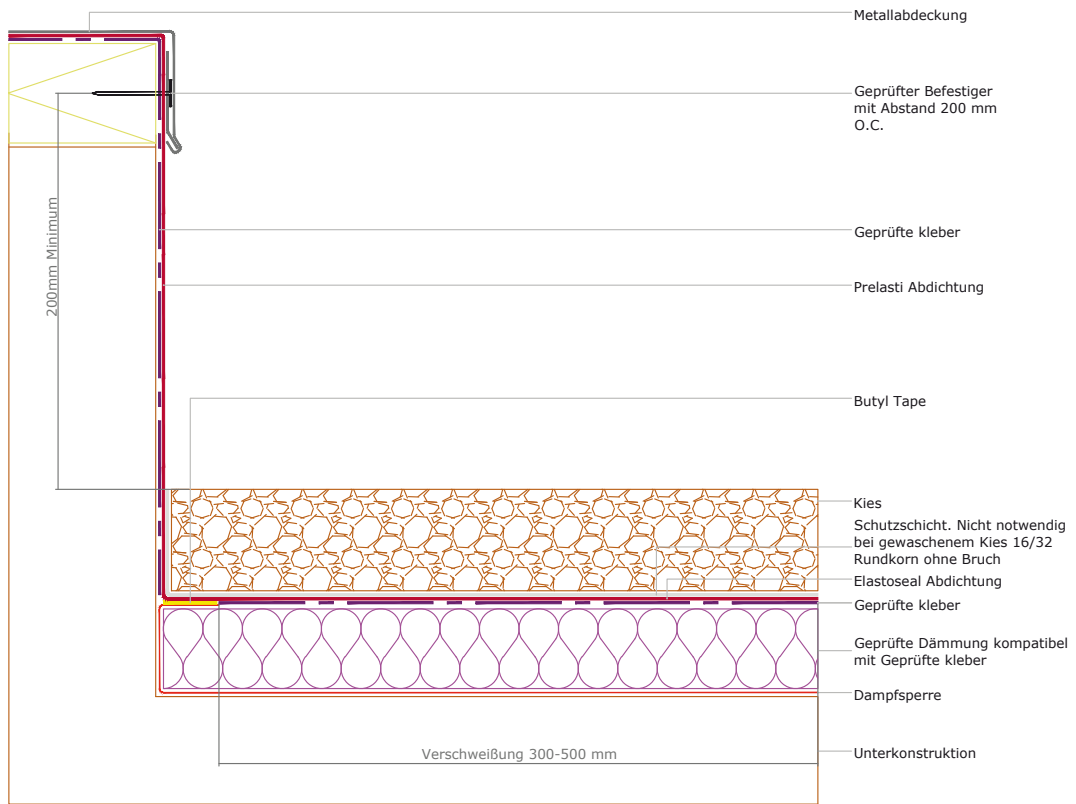 Metallabdeckung
Geprüfter Befestiger
mit Abstand 200 mm
O.C.
200mm Minimum
Geprüfte kleber
Prelasti Abdichtung
Butyl Tape
Kies
Schutzschicht. Nicht notwendig
bei gewaschenem Kies 16/32
Rundkorn ohne Bruch
Elastoseal Abdichtung
Geprüfte kleber
Geprüfte Dämmung kompatibel
mit Geprüfte kleber
Dampfsperre
Verschweißung 300-500 mm
Unterkonstruktion